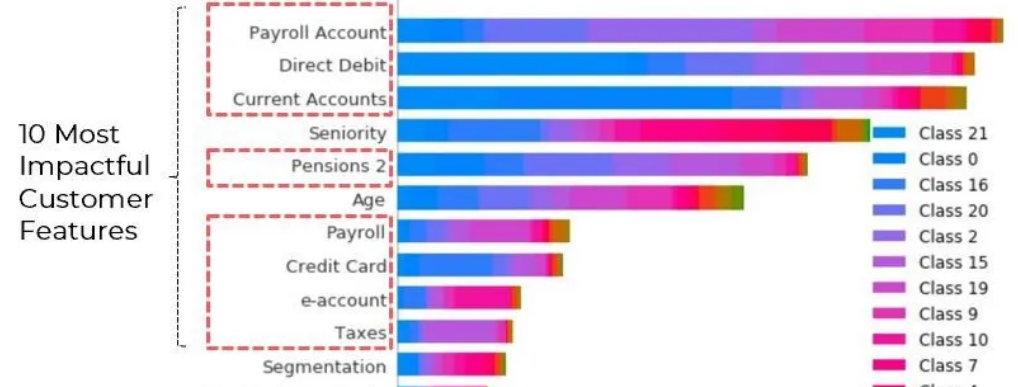 10 Most
Impactful
Customer
Features
Payroll Account
Direct Debit
Current Accounts
Seniority
Pensions 2
Age
Payroll
Credit Card
e-account
Taxes
Segmentation
Class 21
Class 0
Class 16
Class 20
Class 2
Class 15
Class 19
Class 9
Class 10
Class 7